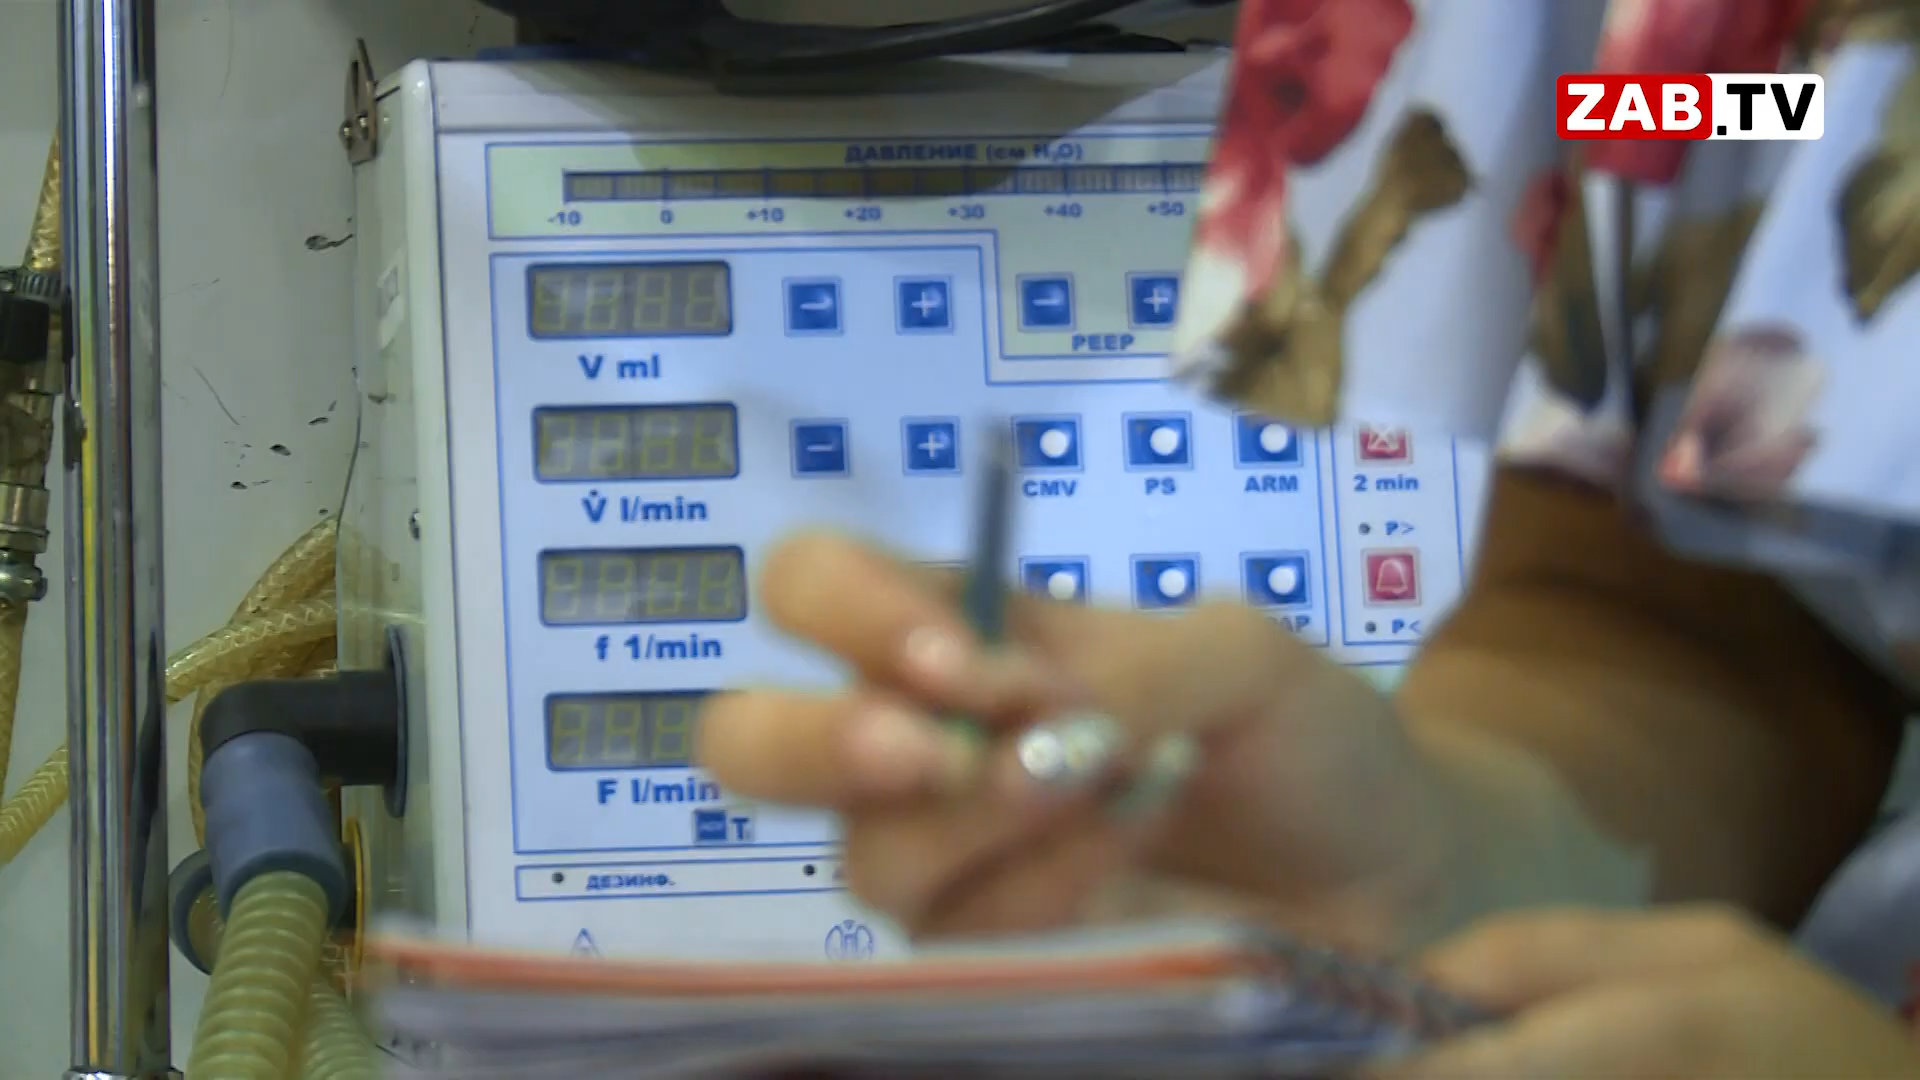 ZAB.TV
ДАВЛЕНИЕ (см H₂O)
-10 0 +10 +20 +30 +40 +50
V ml
PEEP
V̇ l/min
CMV PS ARM
2 min
P>
f 1/min
P<
F l/min
T
ДЕЗИНФ.